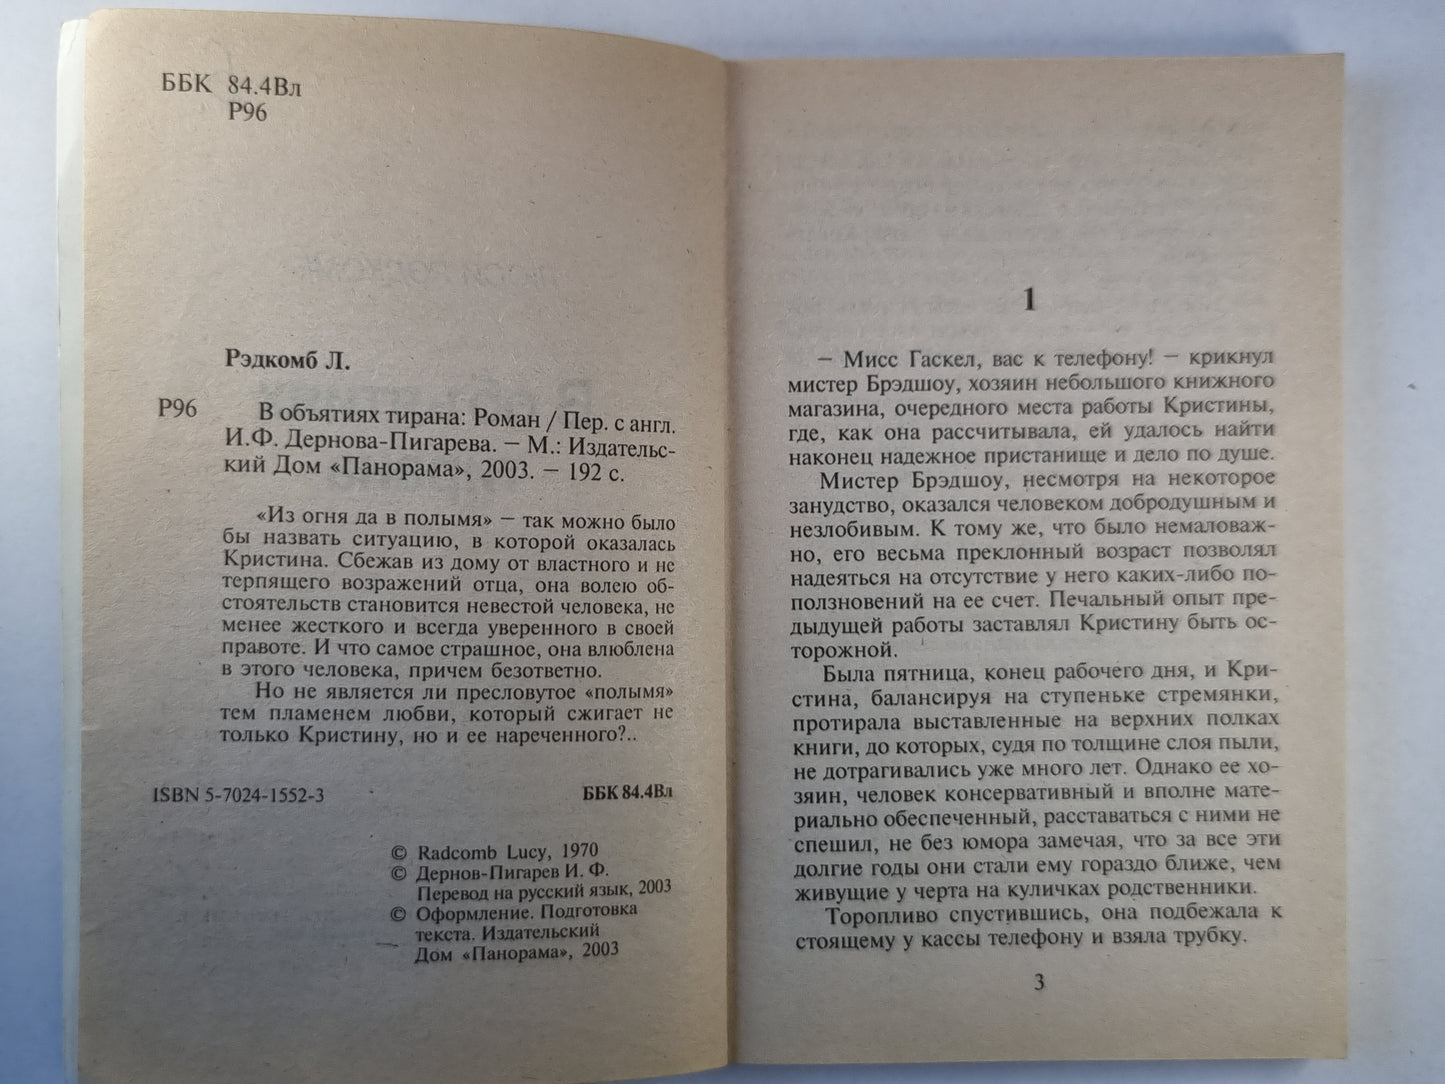 ББК 84.4Вл
Р96
Рэдкомб Л.
Р96 В объятиях тирана: Роман / Пер. с англ.
И.Ф. Дернова-Пигарева. – М.: Издательс-
кий Дом «Панорама», 2003. – 192 с.
«Из огня да в полымя» – так можно было
бы назвать ситуацию, в которой оказалась
Кристина. Сбежав из дому от властного и не
терпящего возражений отца, она волею об-
стоятельств становится невестой человека, не
менее жесткого и всегда уверенного в своей
правоте. И что самое страшное, она влюблена
в этого человека, причем безответно.
Но не является ли пресловутое «полымя»
тем пламенем любви, который сжигает не
только Кристину, но и ее нареченного?..
ISBN 5-7024-1552-3 ББК 84.4Вл
© Radcomb Lucy, 1970
© Дернов-Пигарев И. Ф.
Перевод на русский язык, 2003
© Оформление. Подготовка
текста. Издательский
Дом «Панорама», 2003
1
– Мисс Гаскел, вас к телефону! – крикнул
мистер Брэдшоу, хозяин небольшого книжного
магазина, очередного места работы Кристины,
где, как она рассчитывала, ей удалось найти
наконец надежное пристанище и дело по душе.
Мистер Брэдшоу, несмотря на некоторое
занудство, оказался человеком добродушным и
незлобивым. К тому же, что было немаловаж-
но, его весьма преклонный возраст позволял
надеяться на отсутствие у него каких-либо по-
ползновений на ее счет. Печальный опыт пре-
дыдущей работы заставлял Кристину быть ос-
торожной.
Была пятница, конец рабочего дня, и Кри-
стина, балансируя на ступеньке стремянки,
протирала выставленные на верхних полках
книги, до которых, судя по толщине слоя пыли,
не дотрагивались уже много лет. Однако ее хо-
зяин, человек консервативный и вполне мате-
риально обеспеченный, расставаться с ними не
спешил, не без юмора замечая, что за все эти
долгие годы они стали ему гораздо ближе, чем
живущие у черта на куличках родственники.
Торопливо спустившись, она подбежала к
стоящему у кассы телефону и взяла трубку.
3